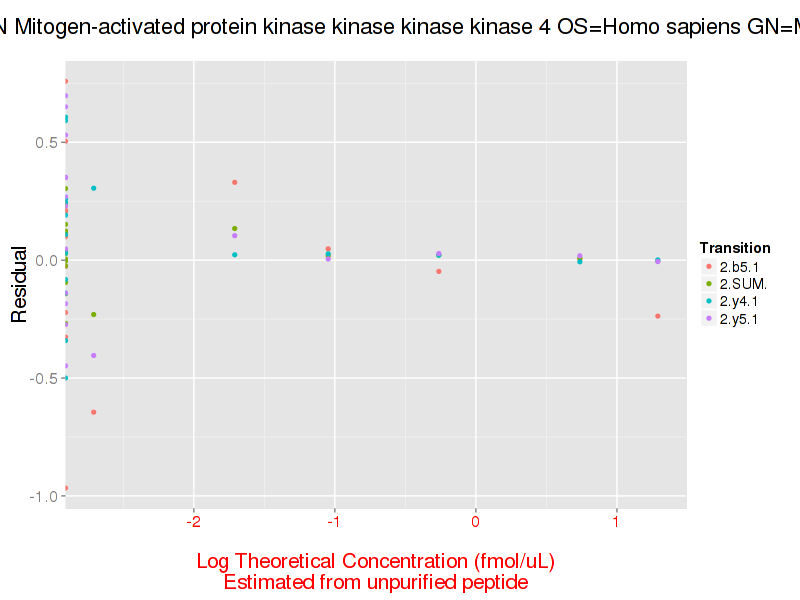 Mitogen-activated protein kinase kinase kinase kinase 4 OS=Homo sapiens
Residual
0.5
0.0
-0.5
-1.0
-2 -1 0 1
Log Theoretical Concentration (fmol/uL)
Estimated from unpurified peptide
Transition
2.b5.1
2.SUM.
2.y4.1
2.y5.1